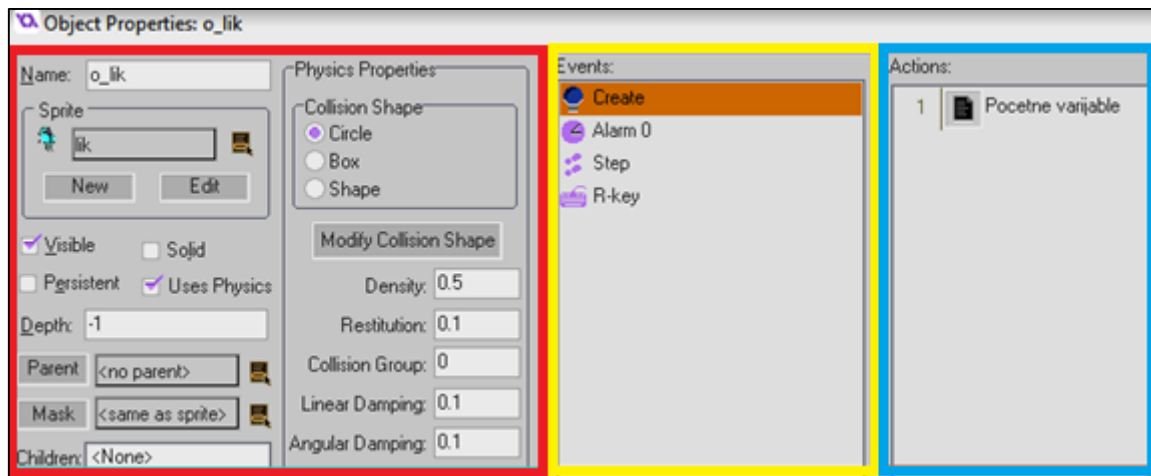 Object Properties: o_lik
Name: o_lik
Sprite
lik
New Edit
Visible Solid
Persistent Uses Physics
Depth: -1
Parent <no parent>
Mask <same as sprite>
Children: <None>
Physics Properties
Collision Shape
Circle
Box
Shape
Modify Collision Shape
Density: 0.5
Restitution: 0.1
Collision Group: 0
Linear Damping: 0.1
Angular Damping: 0.1
Events:
Create
Alarm 0
Step
R-key
Actions:
1 Pocetne varijable